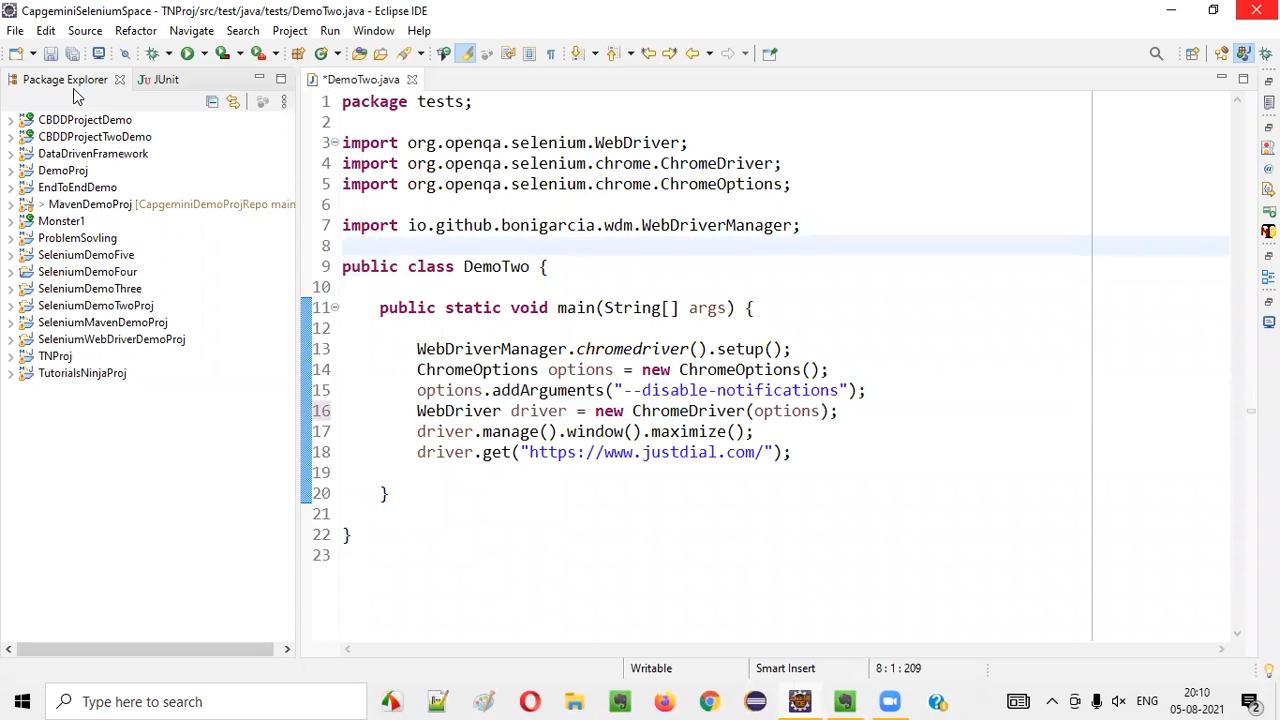 CapgeminiSeleniumSpace - TNProj/src/test/java/tests/DemoTwo.java - Eclipse IDE
File Edit Source Refactor Navigate Search Project Run Window Help
Package Explorer JUnit *DemoTwo.java
CBDDProjectDemo
CBDDProjectTwoDemo
DataDrivenFramework
DemoProj
EndToEndDemo
> MavenDemoProj [CapgeminiDemoProjRepo main
Monster1
ProblemSovling
SeleniumDemoFive
SeleniumDemoFour
SeleniumDemoThree
SeleniumDemoTwoProj
SeleniumMavenDemoProj
SeleniumWebDriverDemoProj
TNProj
TutorialsNinjaProj
1 package tests;
2
3 import org.openqa.selenium.WebDriver;
4 import org.openqa.selenium.chrome.ChromeDriver;
5 import org.openqa.selenium.chrome.ChromeOptions;
6
7 import io.github.bonigarcia.wdm.WebDriverManager;
8
9 public class DemoTwo {
10
11 public static void main(String[] args) {
12
13 WebDriverManager.chromedriver().setup();
14 ChromeOptions options = new ChromeOptions();
15 options.addArguments("--disable-notifications");
16 WebDriver driver = new ChromeDriver(options);
17 driver.manage().window().maximize();
18 driver.get("https://www.justdial.com/");
19
20 }
21
22 }
23
Writable Smart Insert 8 : 1 : 209
Type here to search
ENG
20:10
05-08-2021
2